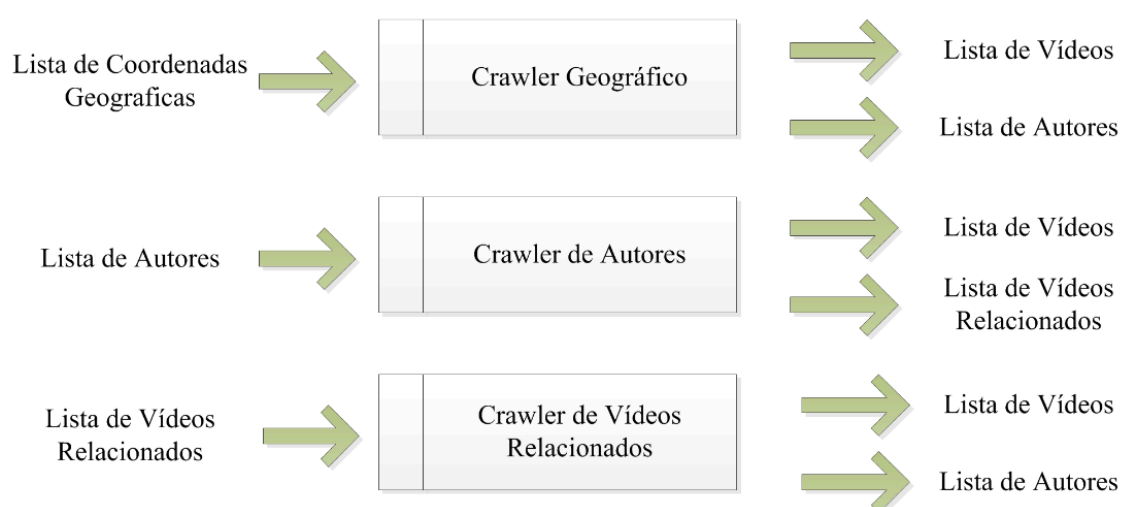 Lista de Coordenadas
Geograficas
Crawler Geográfico
Lista de Vídeos
Lista de Autores
Lista de Autores
Crawler de Autores
Lista de Vídeos
Lista de Vídeos
Relacionados
Lista de Vídeos
Relacionados
Crawler de Vídeos
Relacionados
Lista de Vídeos
Lista de Autores